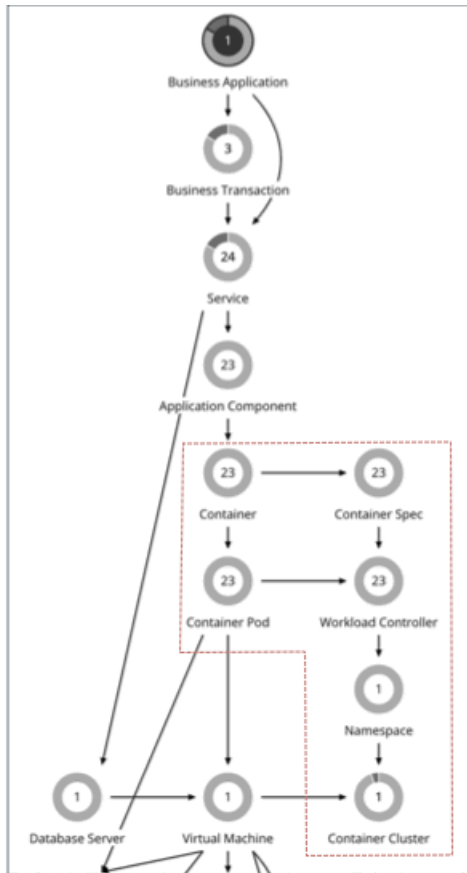 1
Business Application
3
Business Transaction
24
Service
23
Application Component
23
23
Container
Container Spec
23
23
Container Pod
Workload Controller
1
Namespace
1
1
1
Database Server
Virtual Machine
Container Cluster